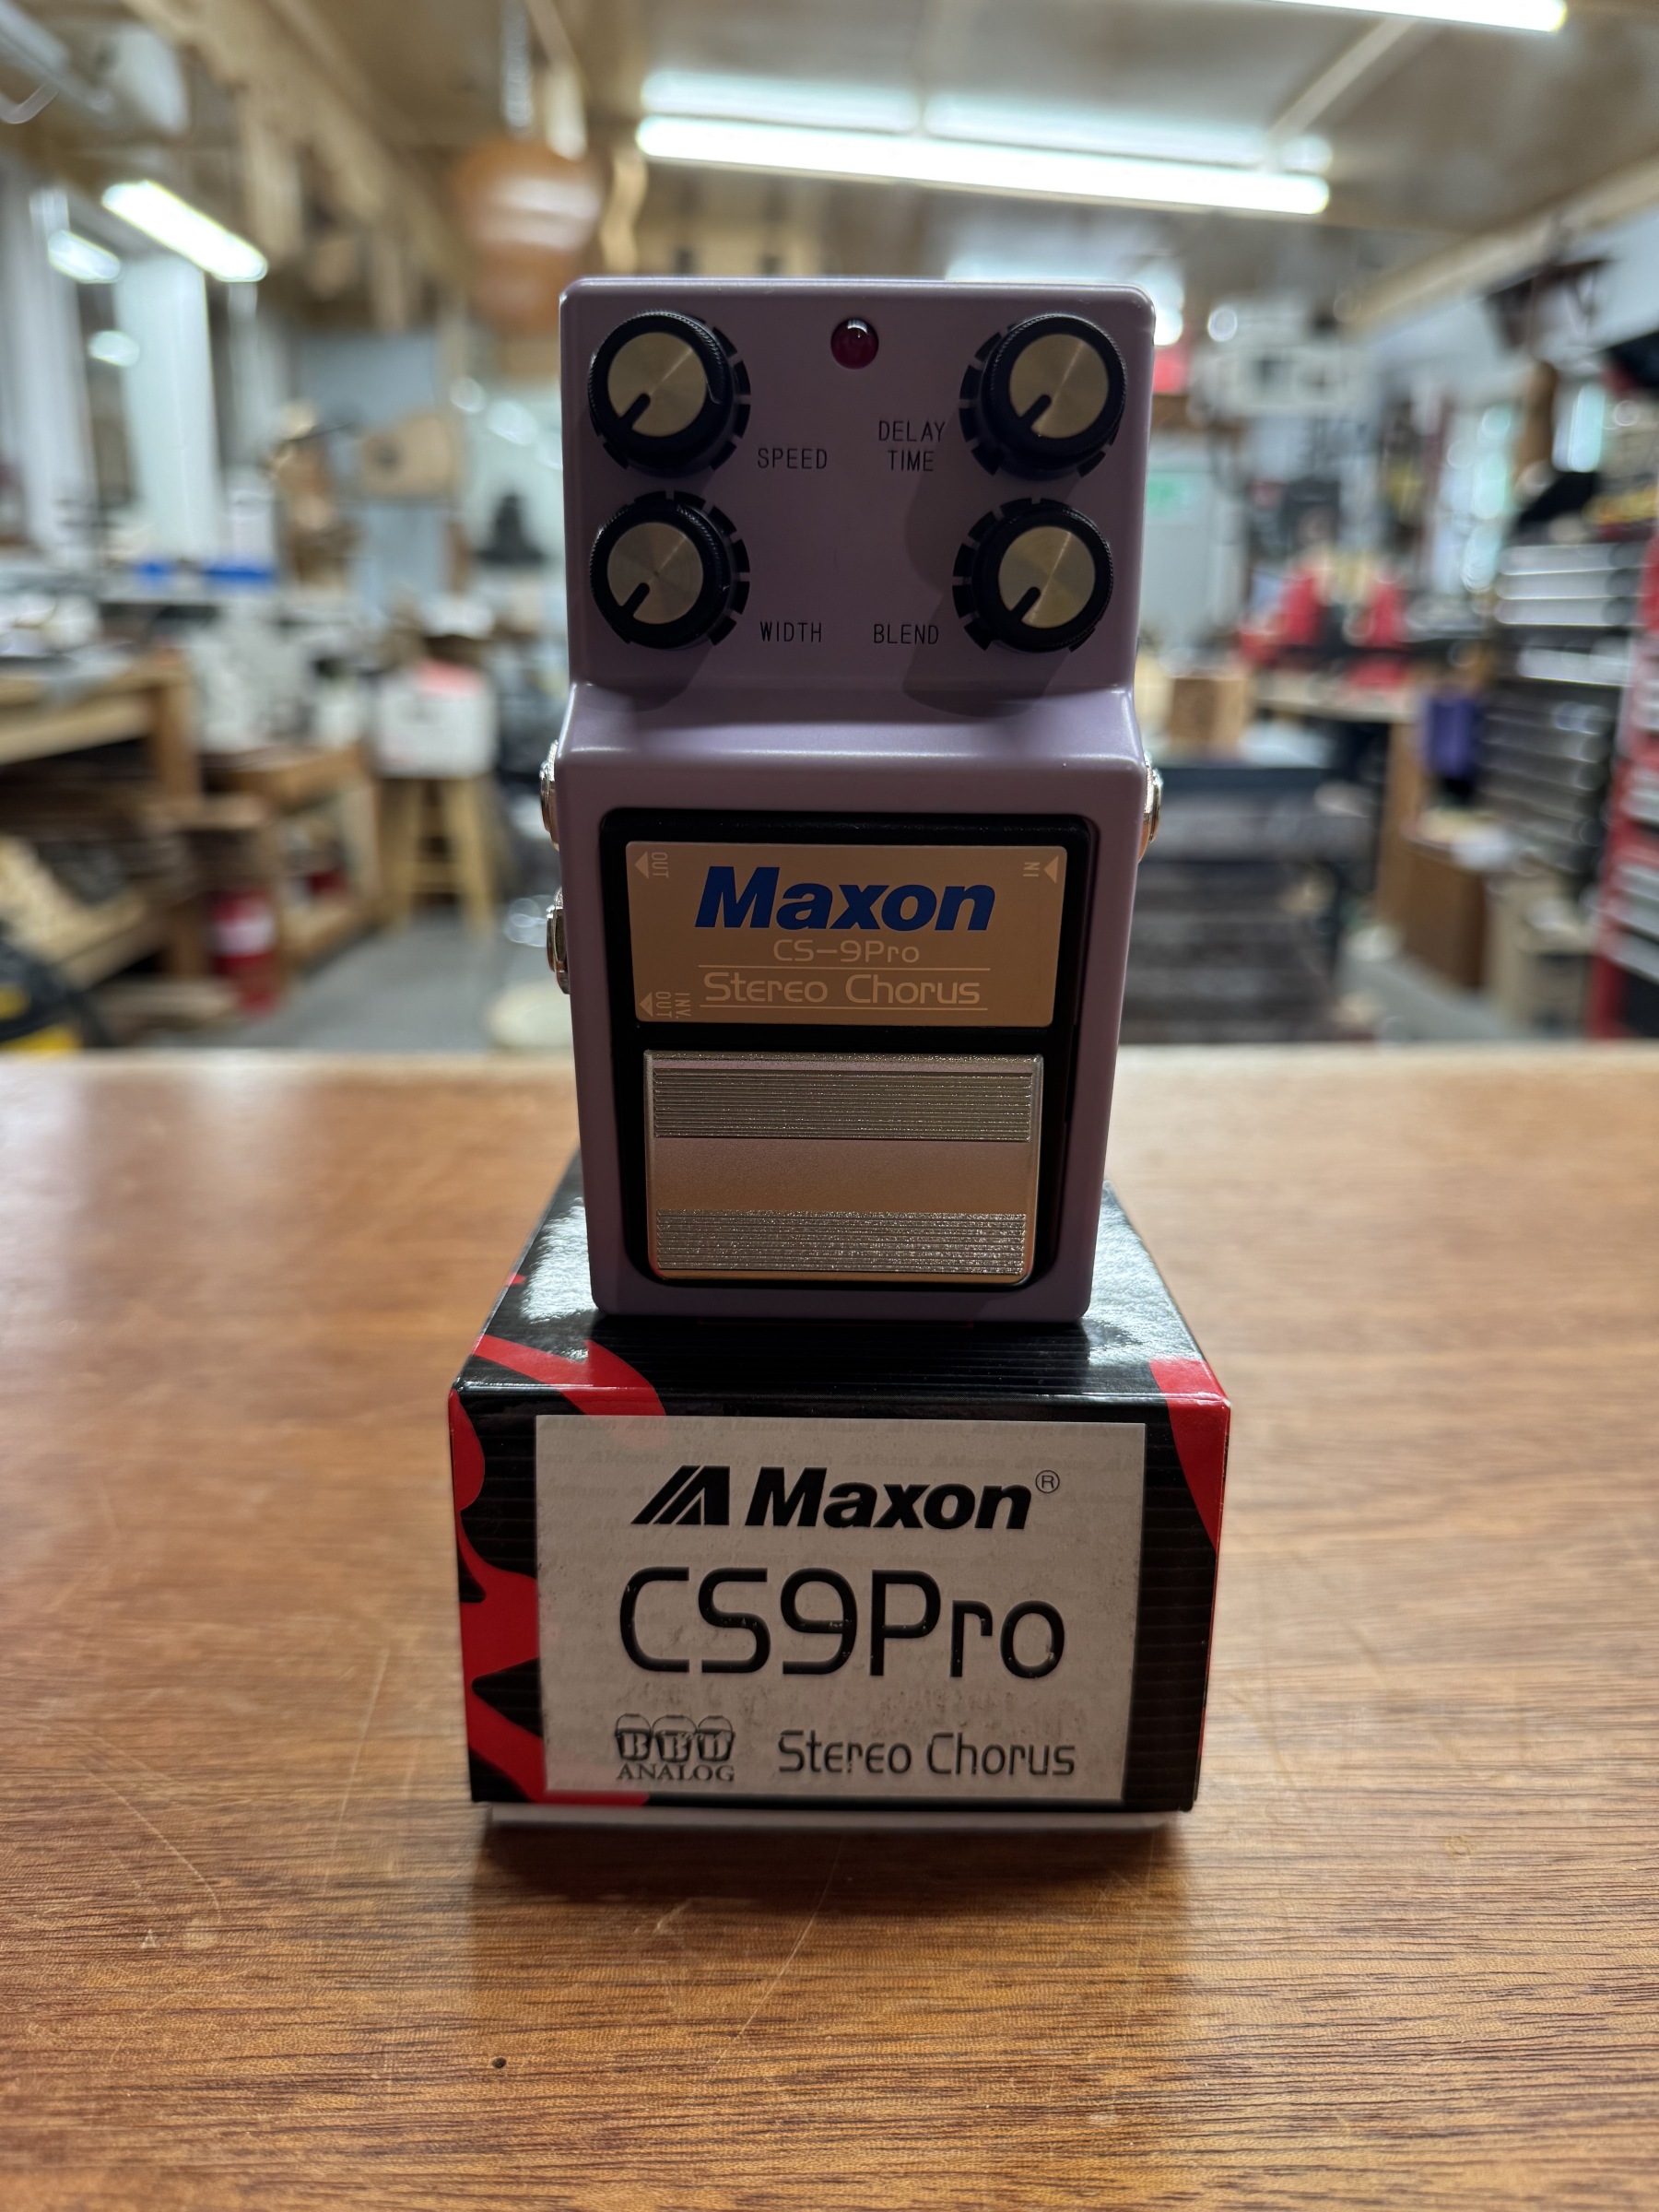 SPEED
DELAY
TIME
WIDTH
BLEND
OUT
IN
Maxon
CS-9Pro
Stereo Chorus
INV.
OUT
Maxon®
CS9Pro
BBD
ANALOG
Stereo Chorus